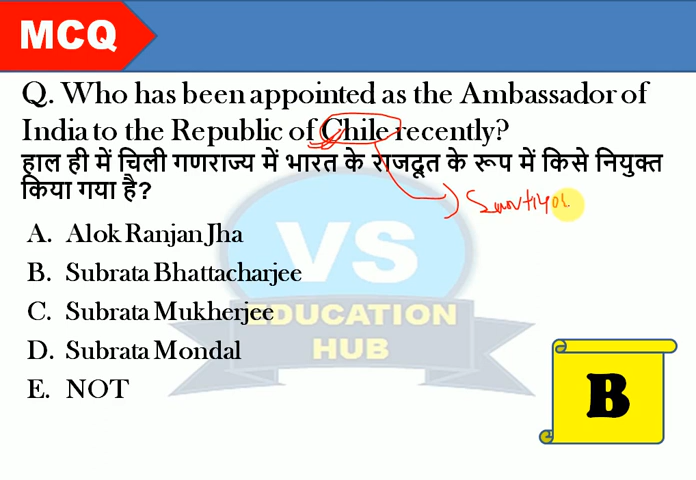 MCQ
Q. Who has been appointed as the Ambassador of
India to the Republic of Chile recently?
हाल ही में चिली गणराज्य में भारत के राजदूत के रूप में किसे नियुक्त
किया गया है?
A. Alok Ranjan Jha
B. Subrata Bhattacharjee
C. Subrata Mukherjee
D. Subrata Mondal
E. NOT
VS
EDUCATION
HUB
B